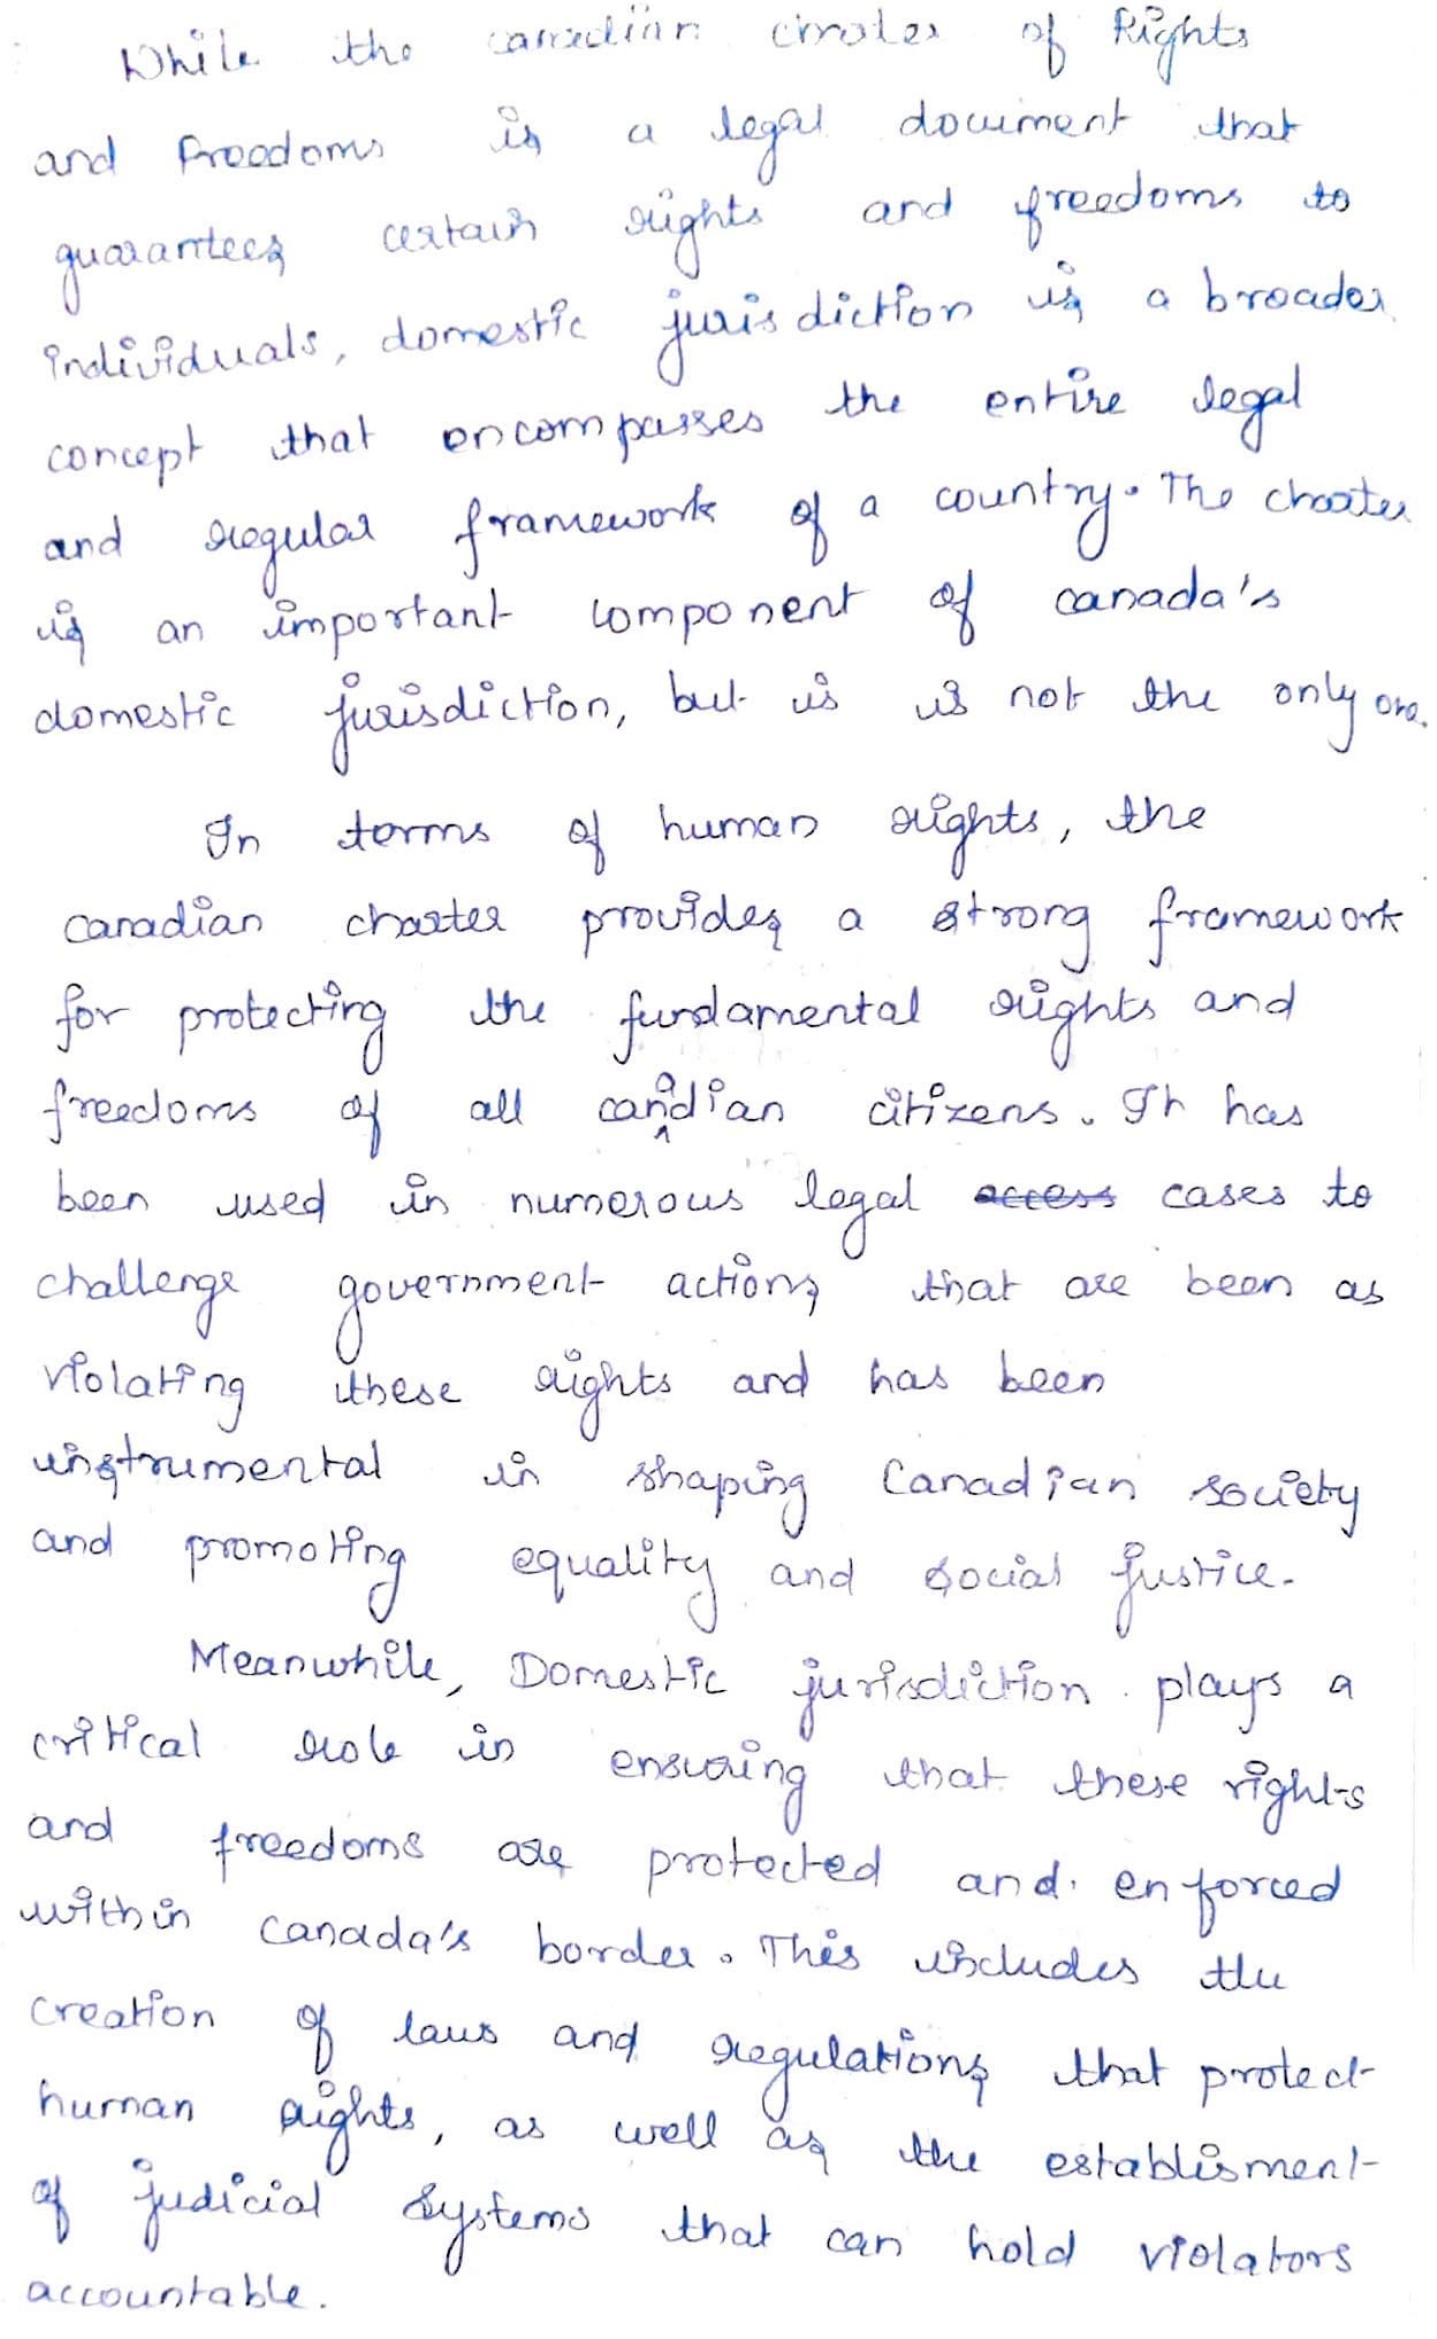 While the canadian chroter of Rights
and Freedoms is a legal document that
guarantees certain rights and freedoms to
individuals, domestic jurisdiction is a broader
concept that encompasses the entire legal
and regular framework of a country. The charter
is an important component of canada's
domestic jurisdiction, but is is not the only one.
In terms of human rights, the
canadian charter provides a strong framework
for protecting the fundamental rights and
freedoms of all canadian citizens. It has
been used in numerous legal access cases to
challenge government actions that are been as
violating these rights and has been
instrumental in shaping Canadian society
and promoting equality and social justice.
Meanwhile, Domestic jurisdiction plays a
critical role in ensuring that these rights
and freedoms are protected and enforced
within canada's border. This includes the
creation of laws and regulations that protect
human rights, as well as the establisment
of judicial systems that can hold violators
accountable.